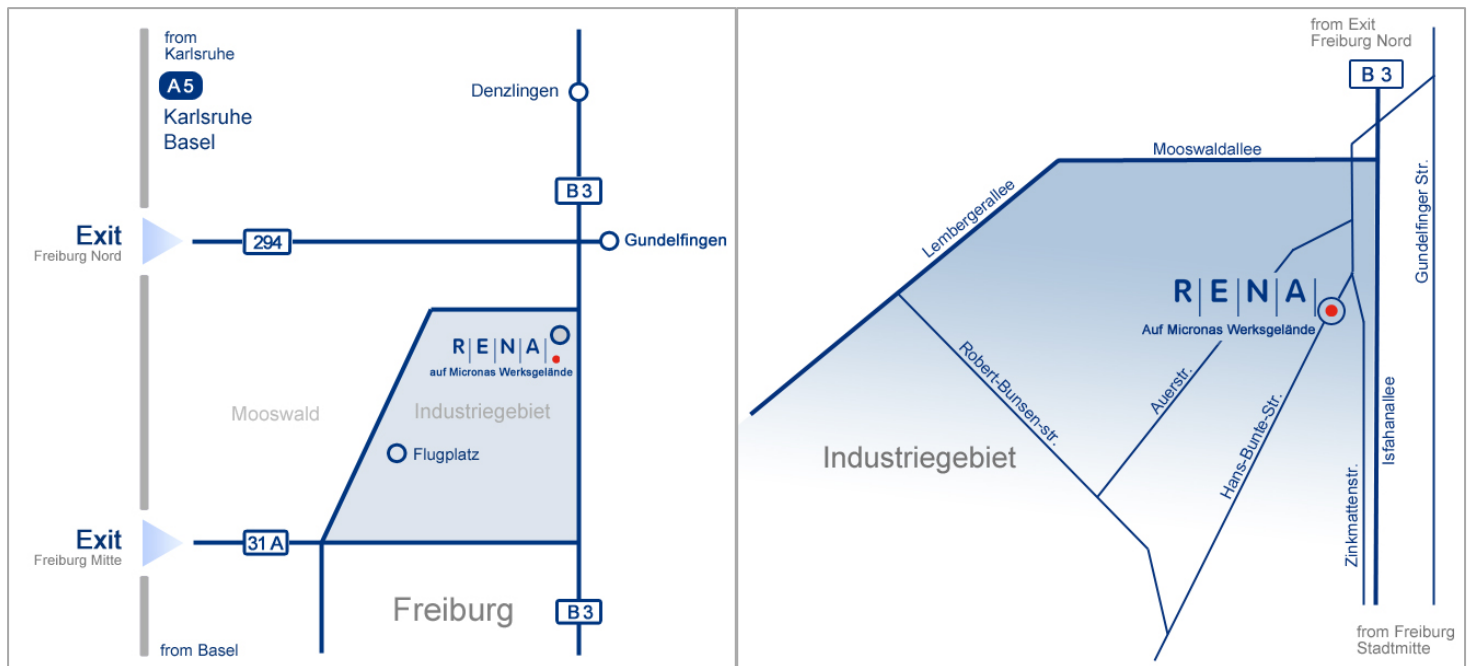 from
Karlsruhe
A5
Karlsruhe
Basel
Denzlingen
B 3
Exit
Freiburg Nord
294
Gundelfingen
R|E|N|A|
auf Micronas Werksgelände
Mooswald
Industriegebiet
Flugplatz
Exit
Freiburg Mitte
31 A
Freiburg
B 3
from Basel
from Exit
Freiburg Nord
B 3
Mooswaldallee
Lembergerallee
Gundelfinger Str.
R|E|N|A|
Auf Micronas Werksgelände
Robert-Bunsen-str.
Auerstr.
Hans-Bunte-Str.
Isfahanallee
Industriegebiet
Zinkmattenstr.
from Freiburg
Stadtmitte